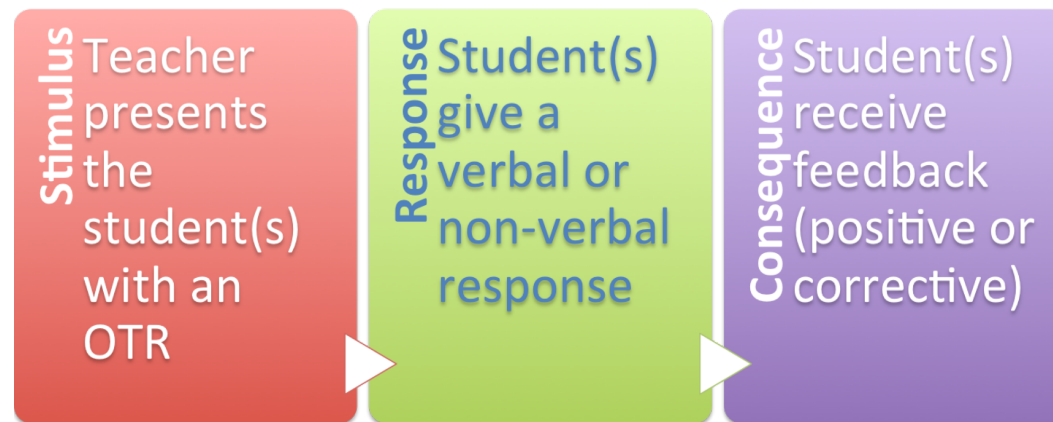 Stimulus
Teacher
presents
the
student(s)
with an
OTR
Response
Student(s)
give a
verbal or
non-verbal
response
Consequence
Student(s)
receive
feedback
(positive or
corrective)